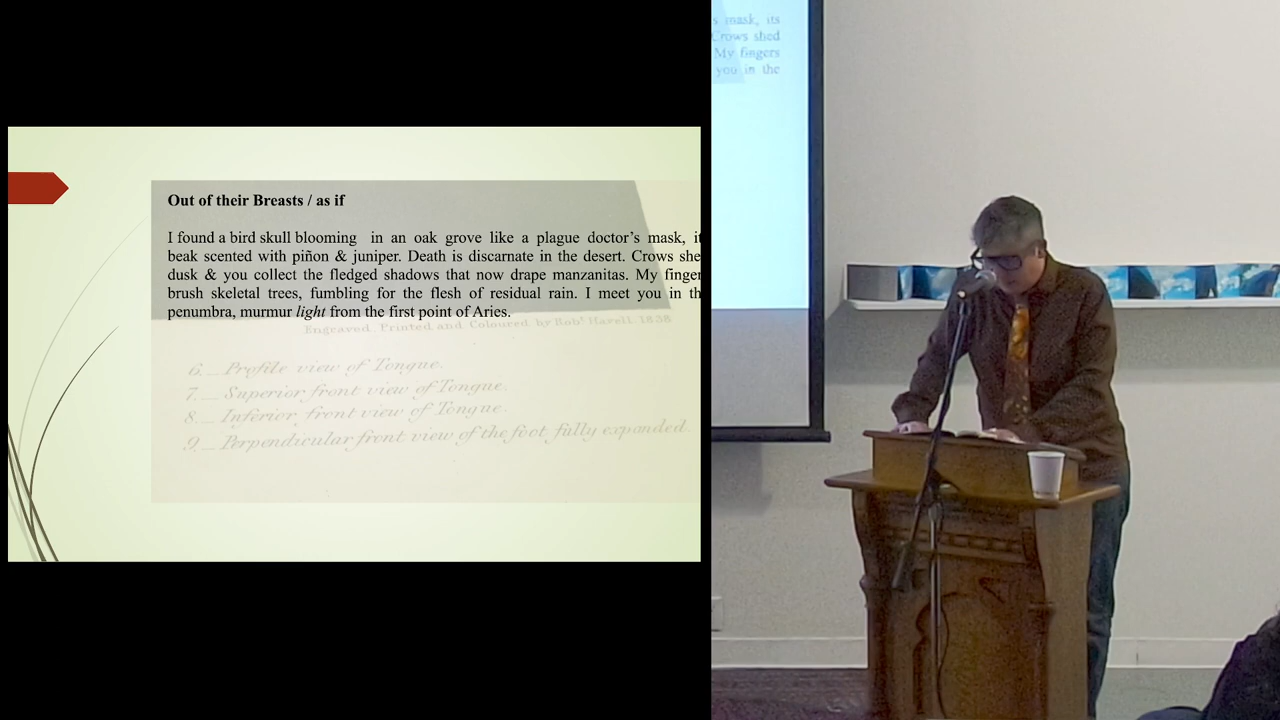 Out of their Breasts / as if
I found a bird skull blooming in an oak grove like a plague doctor's mask, it
beak scented with piñon & juniper. Death is discarnate in the desert. Crows she
dusk & you collect the fledged shadows that now drape manzanitas. My finger
brush skeletal trees, fumbling for the flesh of residual rain. I meet you in th
penumbra, murmur light from the first point of Aries.
Engraved, Printed, and Coloured, by Robt. Havell, 1838
6._ Profile view of Tongue.
7._ Superior front view of Tongue.
8._ Inferior front view of Tongue.
9._ Perpendicular front view of the foot, fully expanded.
s mask, its
Crows shed
My fingers
you in the